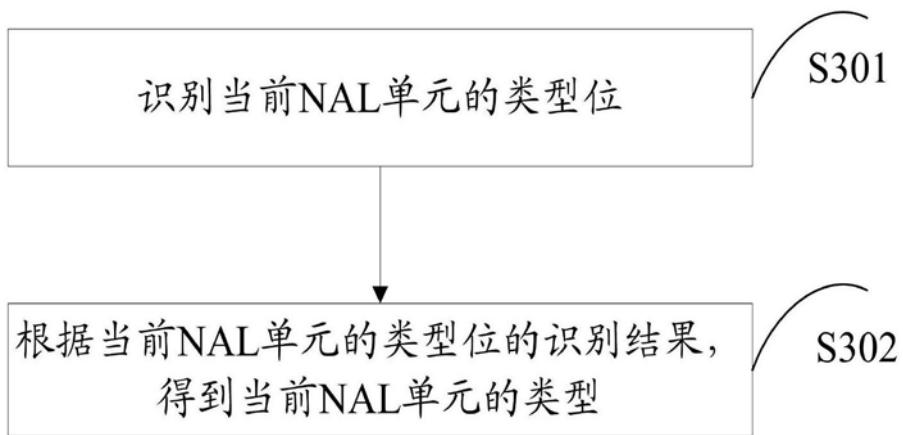 识别当前NAL单元的类型位
S301
根据当前NAL单元的类型位的识别结果，
得到当前NAL单元的类型
S302